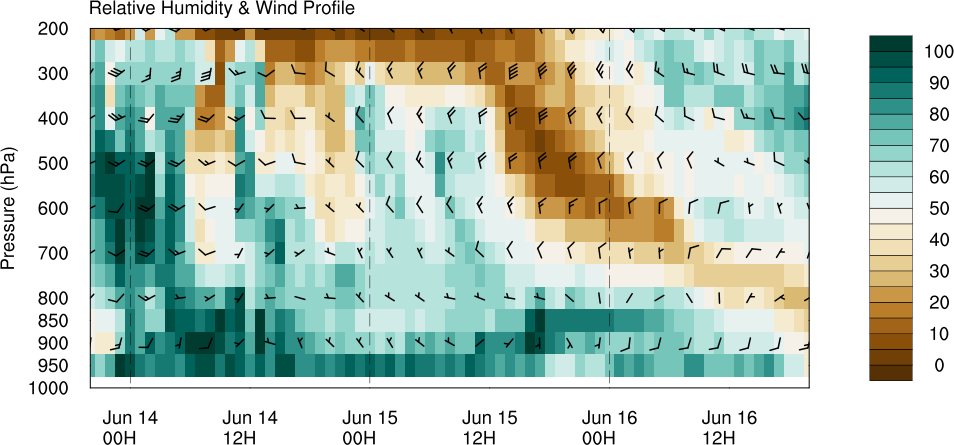 Relative Humidity & Wind Profile
Pressure (hPa)
200
300
400
500
600
700
800
850
900
950
1000
Jun 14
00H
Jun 14
12H
Jun 15
00H
Jun 15
12H
Jun 16
00H
Jun 16
12H
100
90
80
70
60
50
40
30
20
10
0